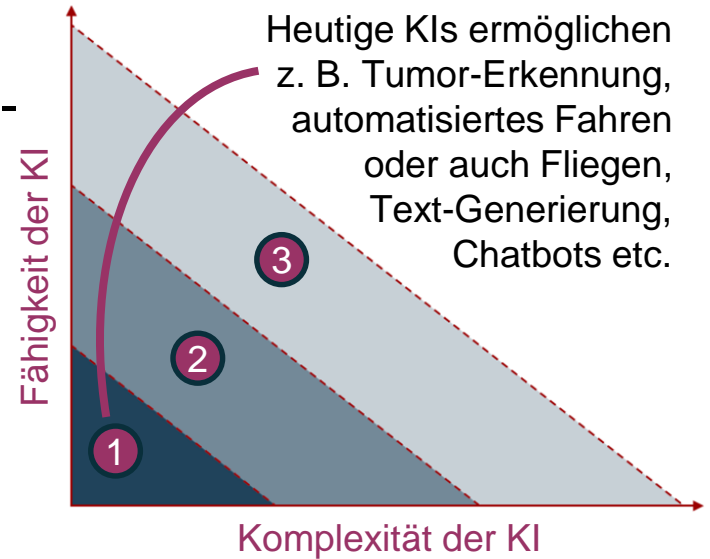 Heutige KIs ermöglichen
z. B. Tumor-Erkennung,
automatisiertes Fahren
oder auch Fliegen,
Text-Generierung,
Chatbots etc.
-
Fähigkeit der KI
3
2
1
Komplexität der KI